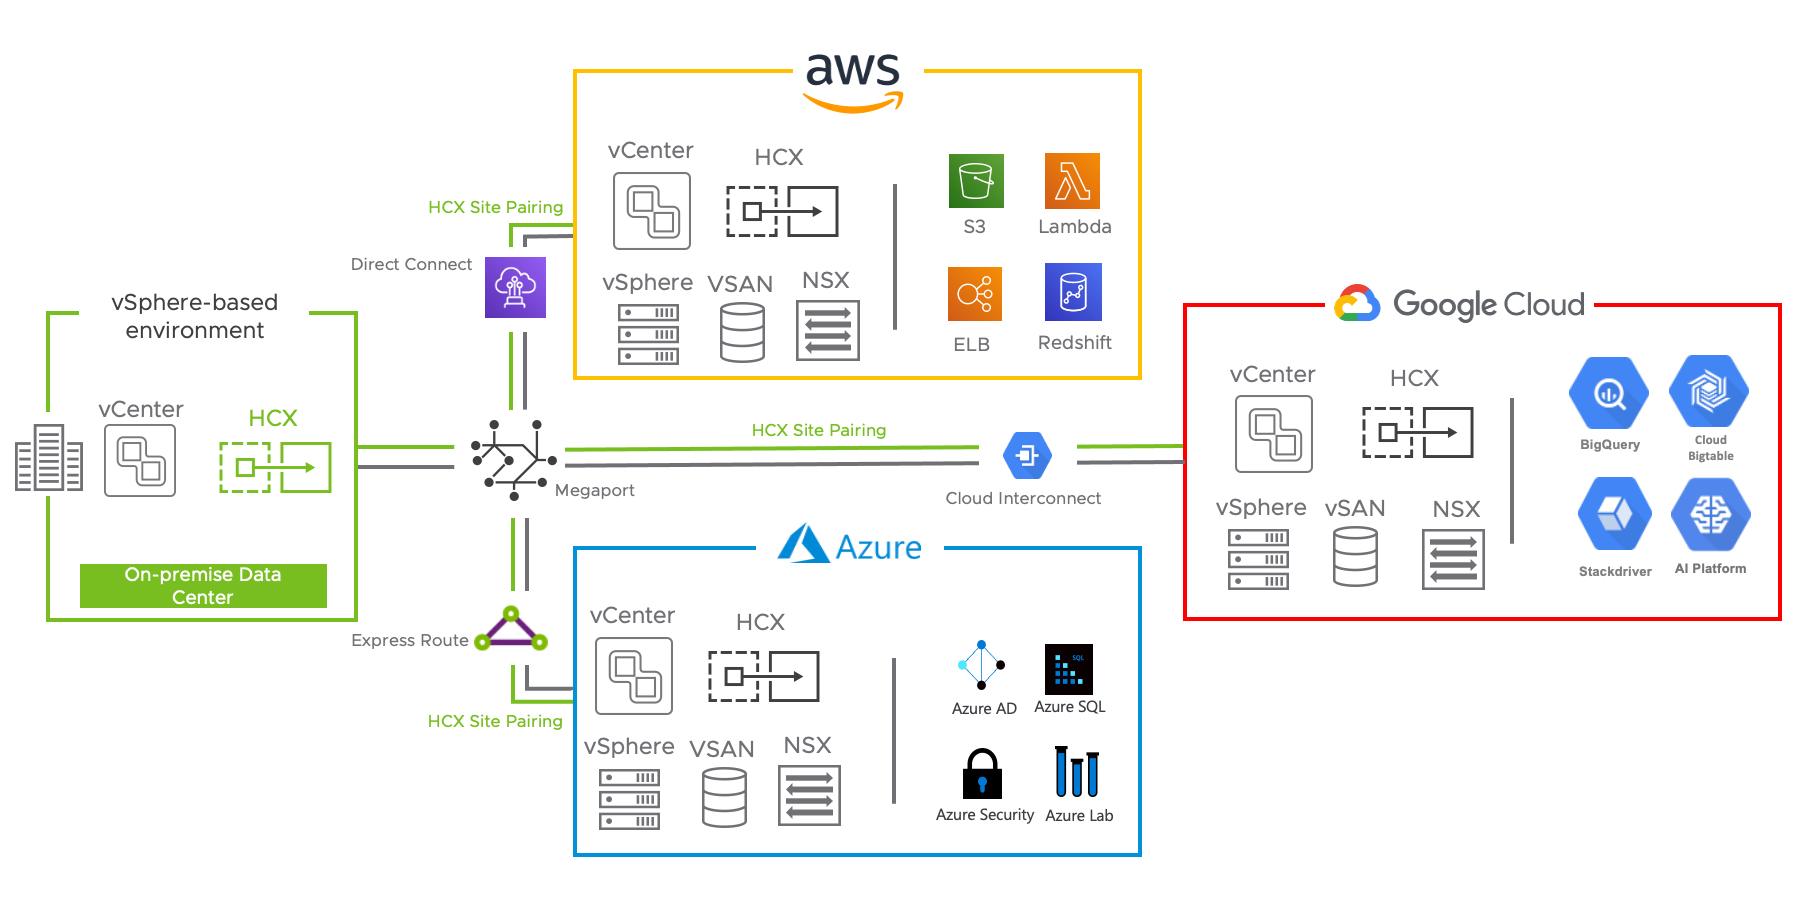 vSphere-based
environment
vCenter
HCX
On-premise Data
Center
HCX Site Pairing
Direct Connect
Megaport
Express Route
HCX Site Pairing
aws
vCenter
HCX
vSphere
VSAN
NSX
S3
Lambda
ELB
Redshift
HCX Site Pairing
Cloud Interconnect
Azure
vCenter
HCX
vSphere
VSAN
NSX
Azure AD
SQL
Azure SQL
Azure Security
Azure Lab
Google Cloud
vCenter
HCX
vSphere
vSAN
NSX
BigQuery
Cloud
Bigtable
Stackdriver
AI Platform